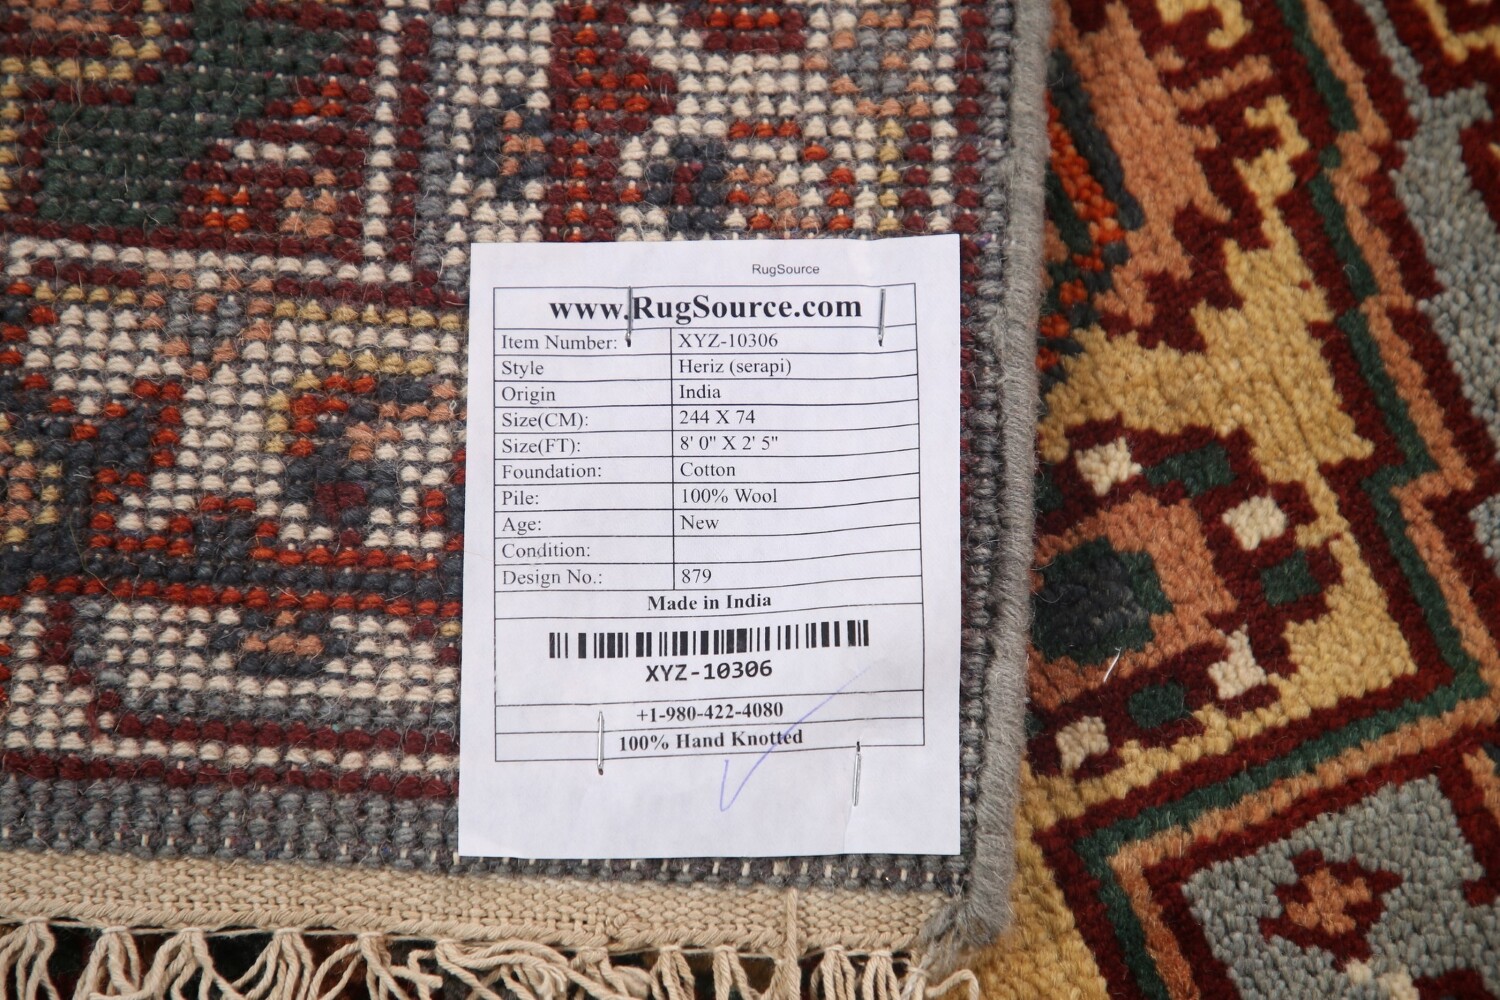 RugSource
www.RugSource.com
Item Number: XYZ-10306
Style Heriz (serapi)
Origin India
Size(CM): 244 X 74
Size(FT): 8' 0" X 2' 5"
Foundation: Cotton
Pile: 100% Wool
Age: New
Condition:
Design No.: 879
Made in India
XYZ-10306
+1-980-422-4080
100% Hand Knotted